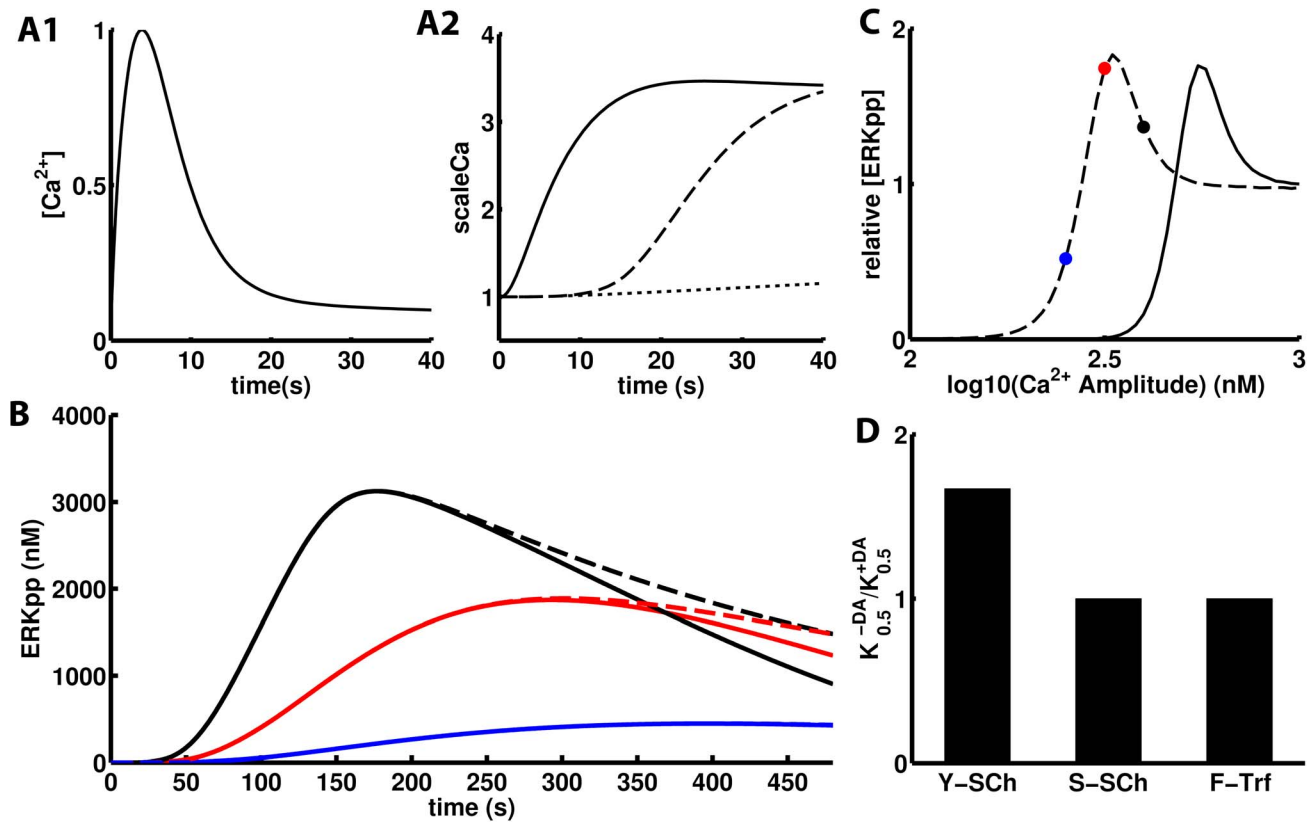 A1
1
0.5
0
[Ca²⁺]
0 10 20 30 40
time(s)
A2
4
3
2
1
scaleCa
0 10 20 30 40
time (s)
C
2
1
0
relative [ERKpp]
2 2.5 3
log10(Ca²⁺ Amplitude) (nM)
B
4000
3000
2000
1000
0
ERKpp (nM)
0 50 100 150 200 250 300 350 400 450
time (s)
D
2
1
0
K₀.₅⁻ᴰᴬ/K₀.₅⁺ᴰᴬ
Y–SCh S–SCh F–Trf